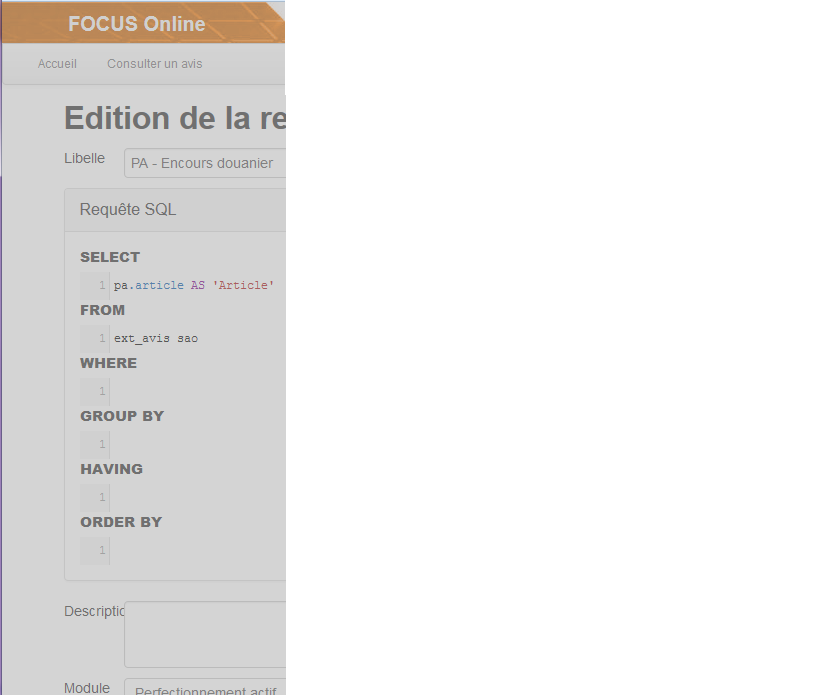 FOCUS Online
Accueil Consulter un avis
Edition de la re
Libelle PA - Encours douanier
Requête SQL
SELECT
1 pa.article AS 'Article'
FROM
1 ext_avis sao
WHERE
1
GROUP BY
1
HAVING
1
ORDER BY
1
Descriptio
Module Perfectionnement actif